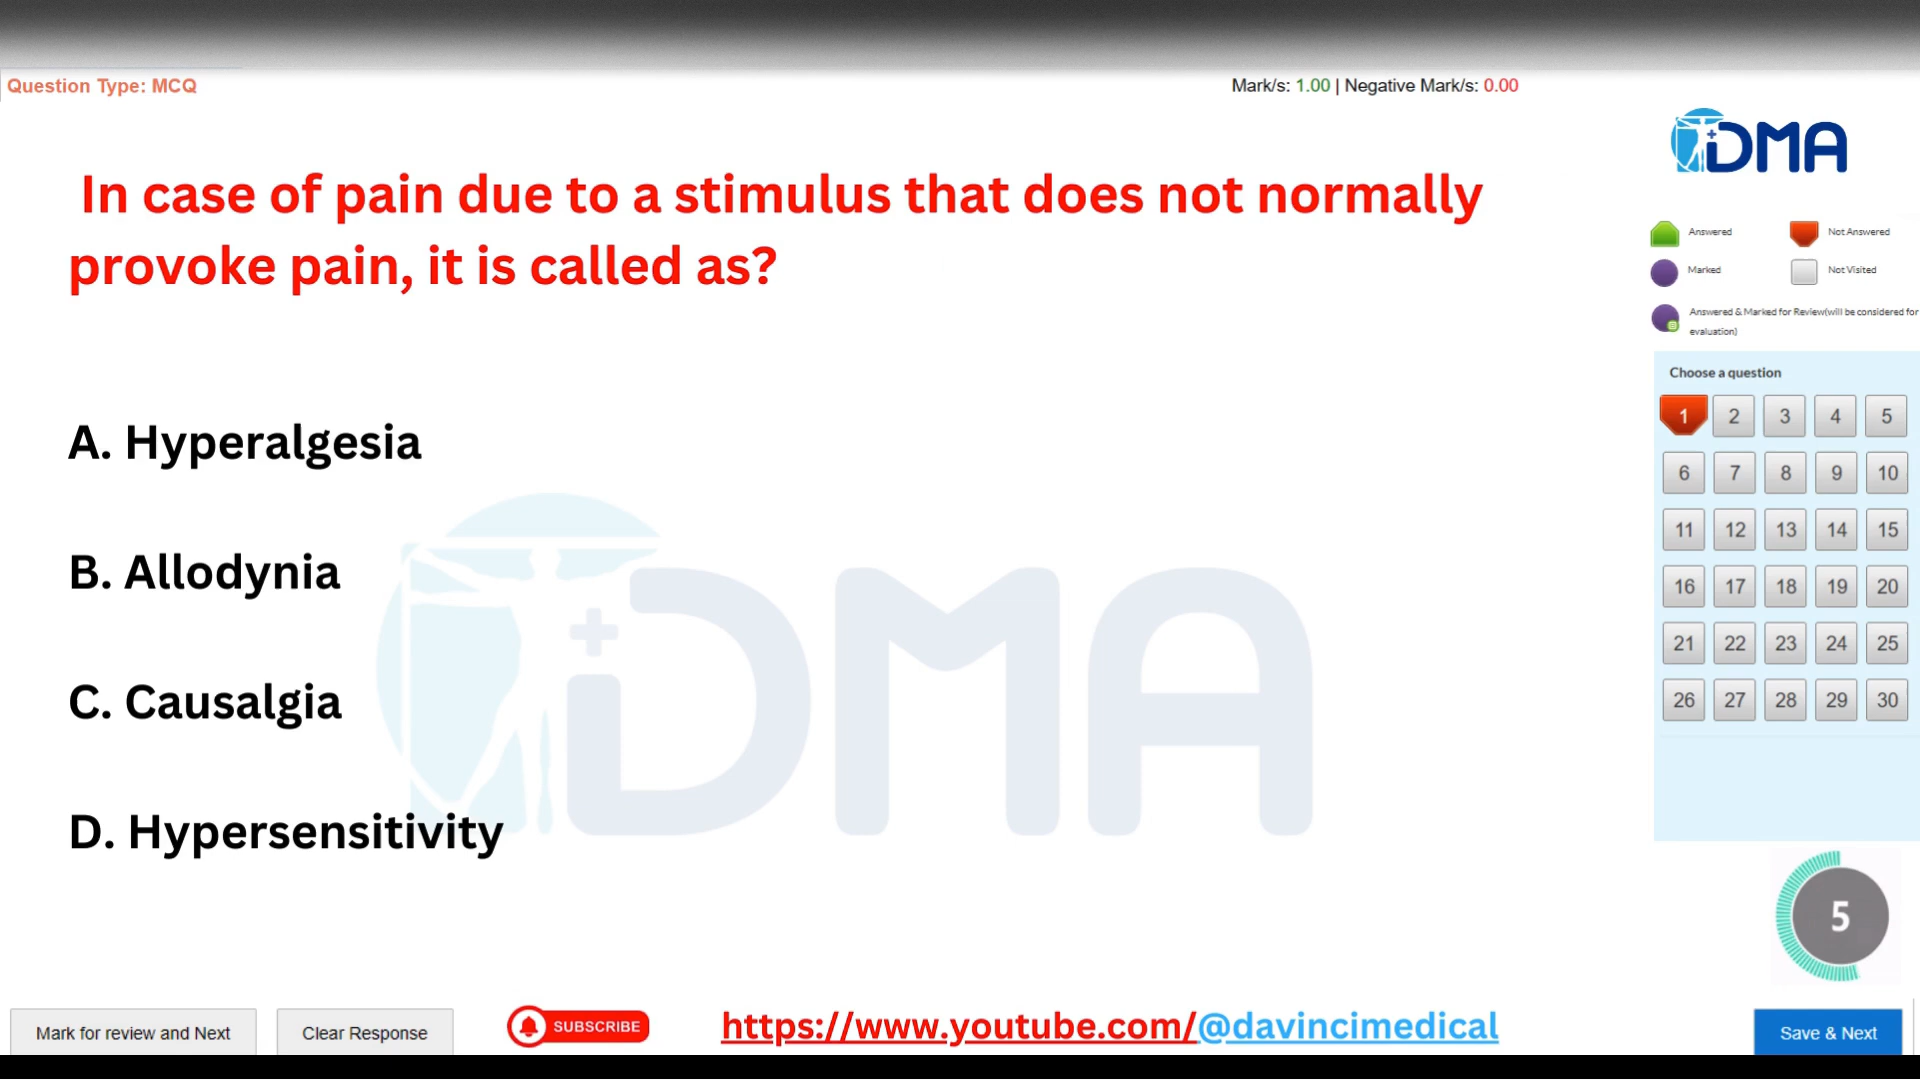 Question Type: MCQ
Mark/s: 1.00 | Negative Mark/s: 0.00
DMA
In case of pain due to a stimulus that does not normally
provoke pain, it is called as?
A. Hyperalgesia
B. Allodynia
C. Causalgia
D. Hypersensitivity
DMA
Answered
Not Answered
Marked
Not Visited
Answered & Marked for Review(will be considered for
evaluation)
Choose a question
1 2 3 4 5
6 7 8 9 10
11 12 13 14 15
16 17 18 19 20
21 22 23 24 25
26 27 28 29 30
5
Mark for review and Next
Clear Response
SUBSCRIBE
https://www.youtube.com/@davincimedical
Save & Next